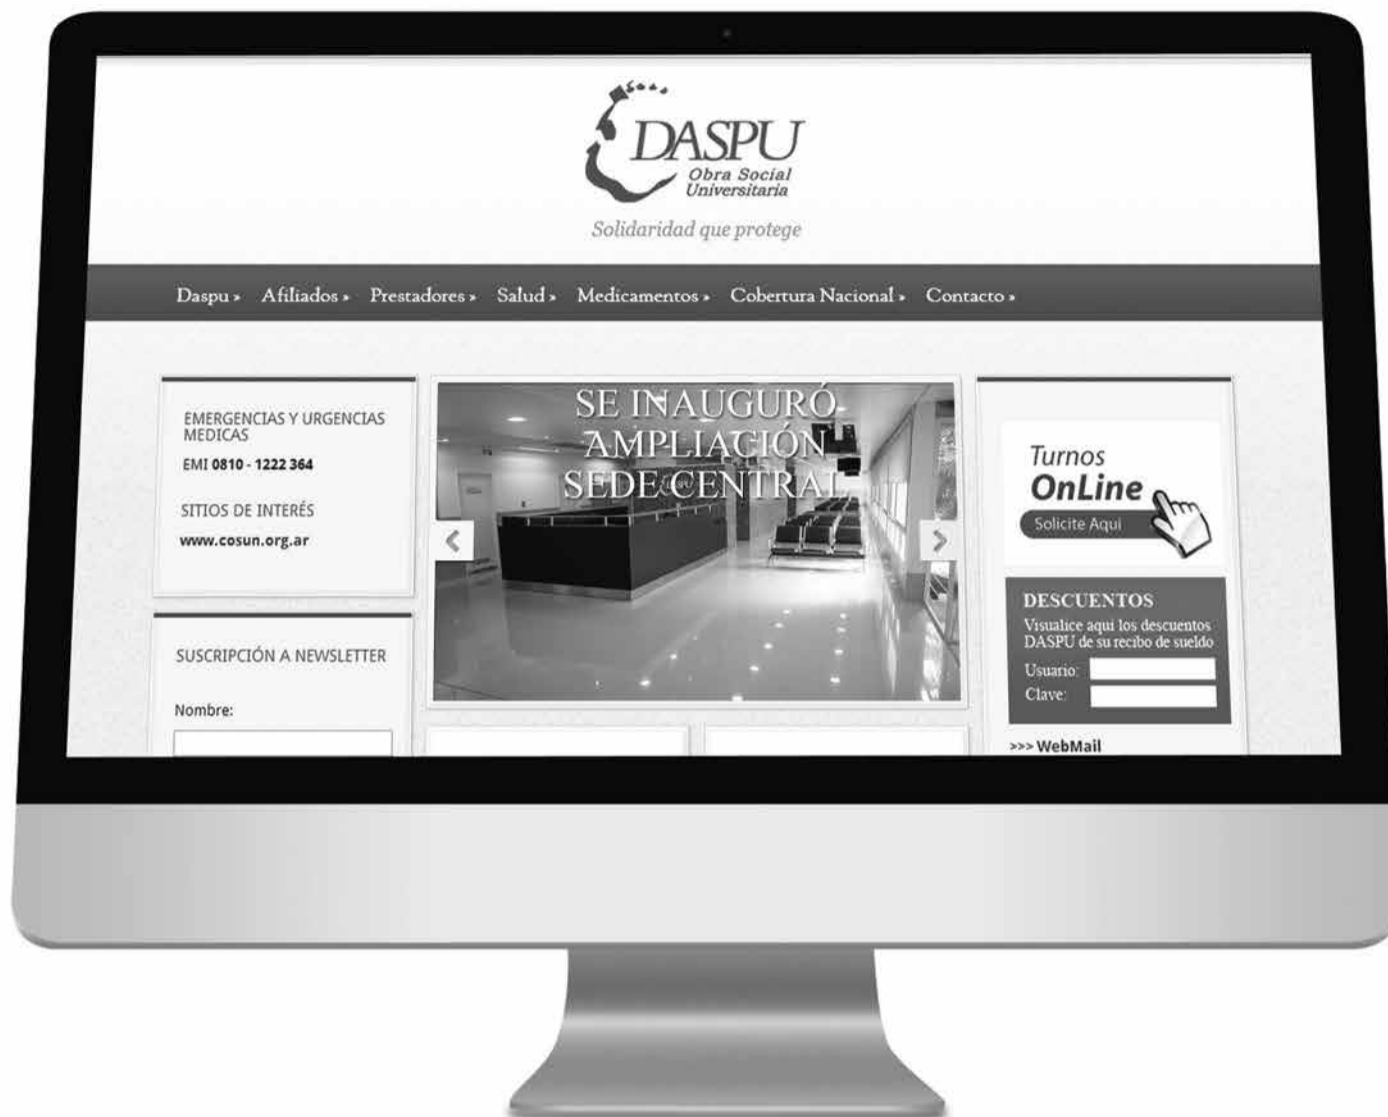 DASPU
Obra Social
Universitaria
Solidaridad que protege
Daspu » Afiliados » Prestadores » Salud » Medicamentos » Cobertura Nacional » Contacto »
EMERGENCIAS Y URGENCIAS
MEDICAS
EMI 0810 - 1222 364
SITIOS DE INTERÉS
www.cosun.org.ar
SUSCRIPCIÓN A NEWSLETTER
Nombre:
SE INAUGURÓ
AMPLIACIÓN
SEDE CENTRAL
Turnos
OnLine
Solicite Aqui
DESCUENTOS
Visualice aqui los descuentos
DASPU de su recibo de sueldo
Usuario:
Clave:
>>> WebMail